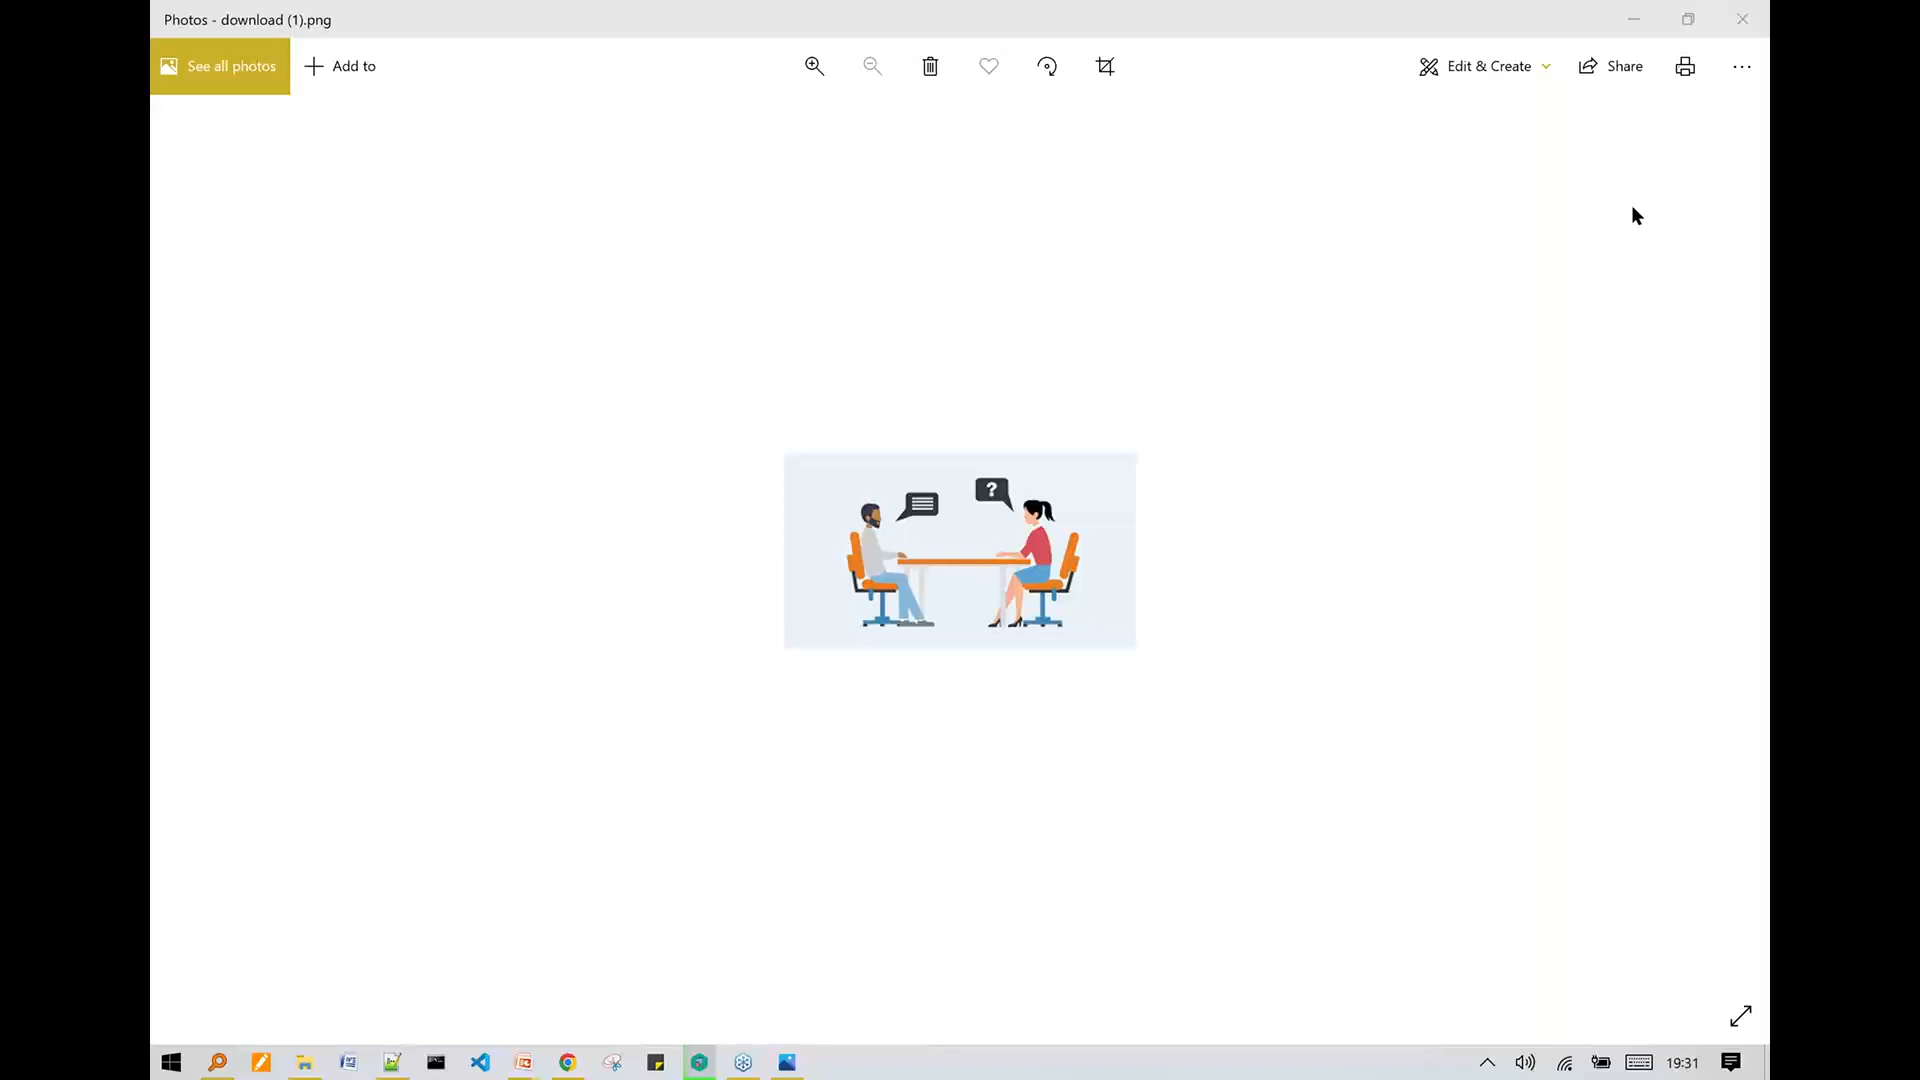 Photos - download (1).png
See all photos
Add to
Edit & Create
Share
?
19:31